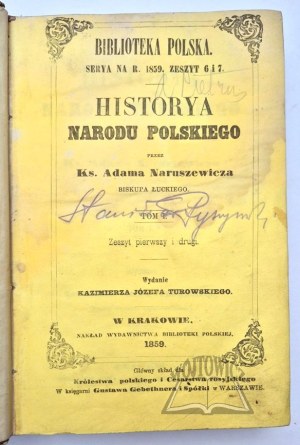 BIBLIOTEKA POLSKA.
SERYA NA R. 1859. ZESZYT 6 i 7.
HISTORYA
NARODU POLSKIEGO
PRZEZ
Ks. Adama Naruszewicza
BISKUPA ŁUCKIEGO.
TOM
Zeszyt pierwszy i drugi.
Wydanie
KAZIMIERZA JÓZEFA TUROWSKIEGO.
W KRAKOWIE,
NAKŁAD WYDAWNICTWA BIBLIOTEKI POLSKIEJ.
1859.
Główny skład dla
Królestwa polskiego i Cesarstwa rosyjskiego
W księgarni Gustawa Gebethnera i Spółki w WARSZAWIE.